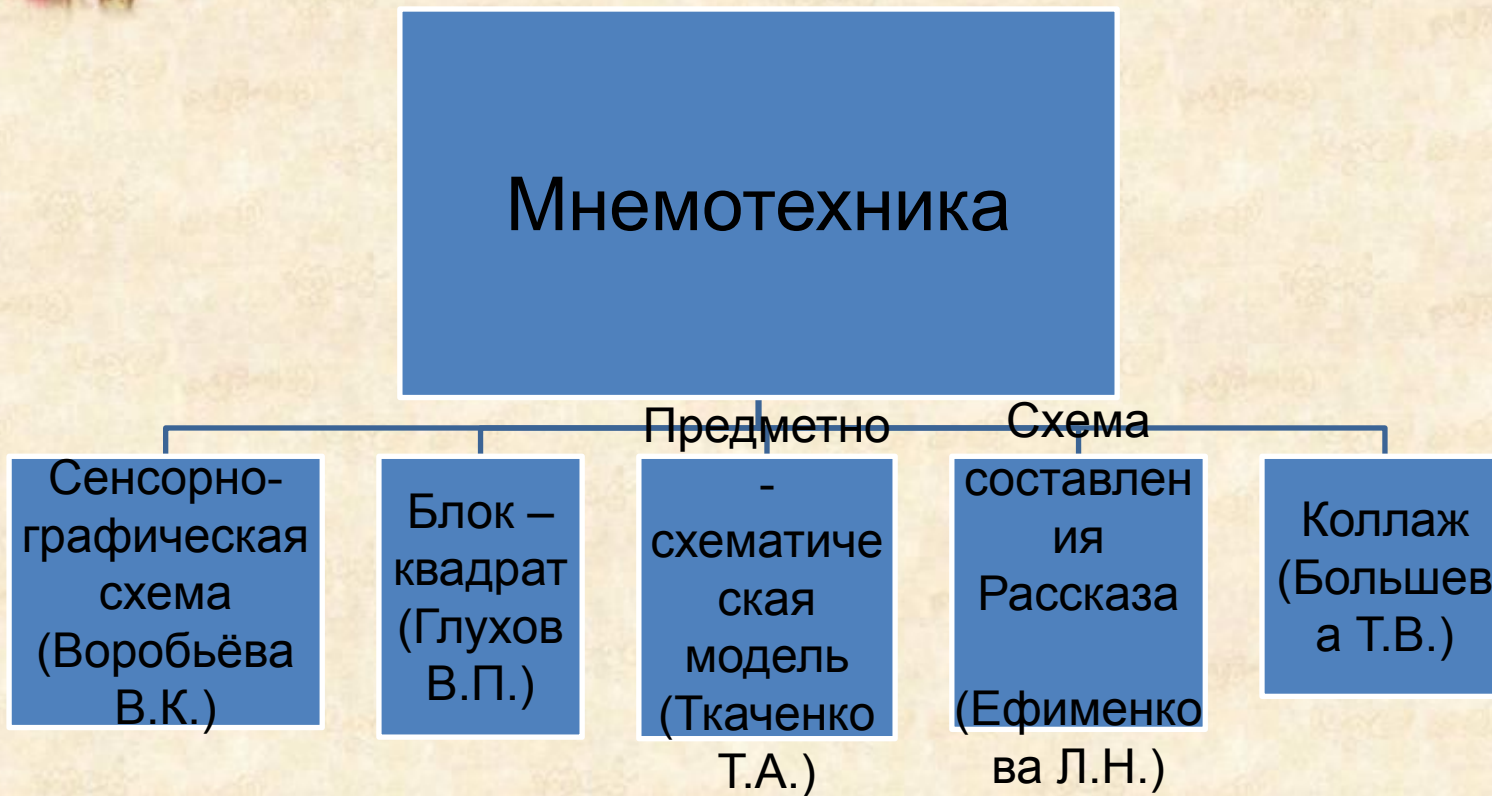 Мнемотехника
Сенсорно-
графическая
схема
(Воробьёва
В.К.)
Блок –
квадрат
(Глухов
В.П.)
Предметно
-
схематиче
ская
модель
(Ткаченко
Т.А.)
Схема
составлен
ия
Рассказа
(Ефименко
ва Л.Н.)
Коллаж
(Большев
а Т.В.)